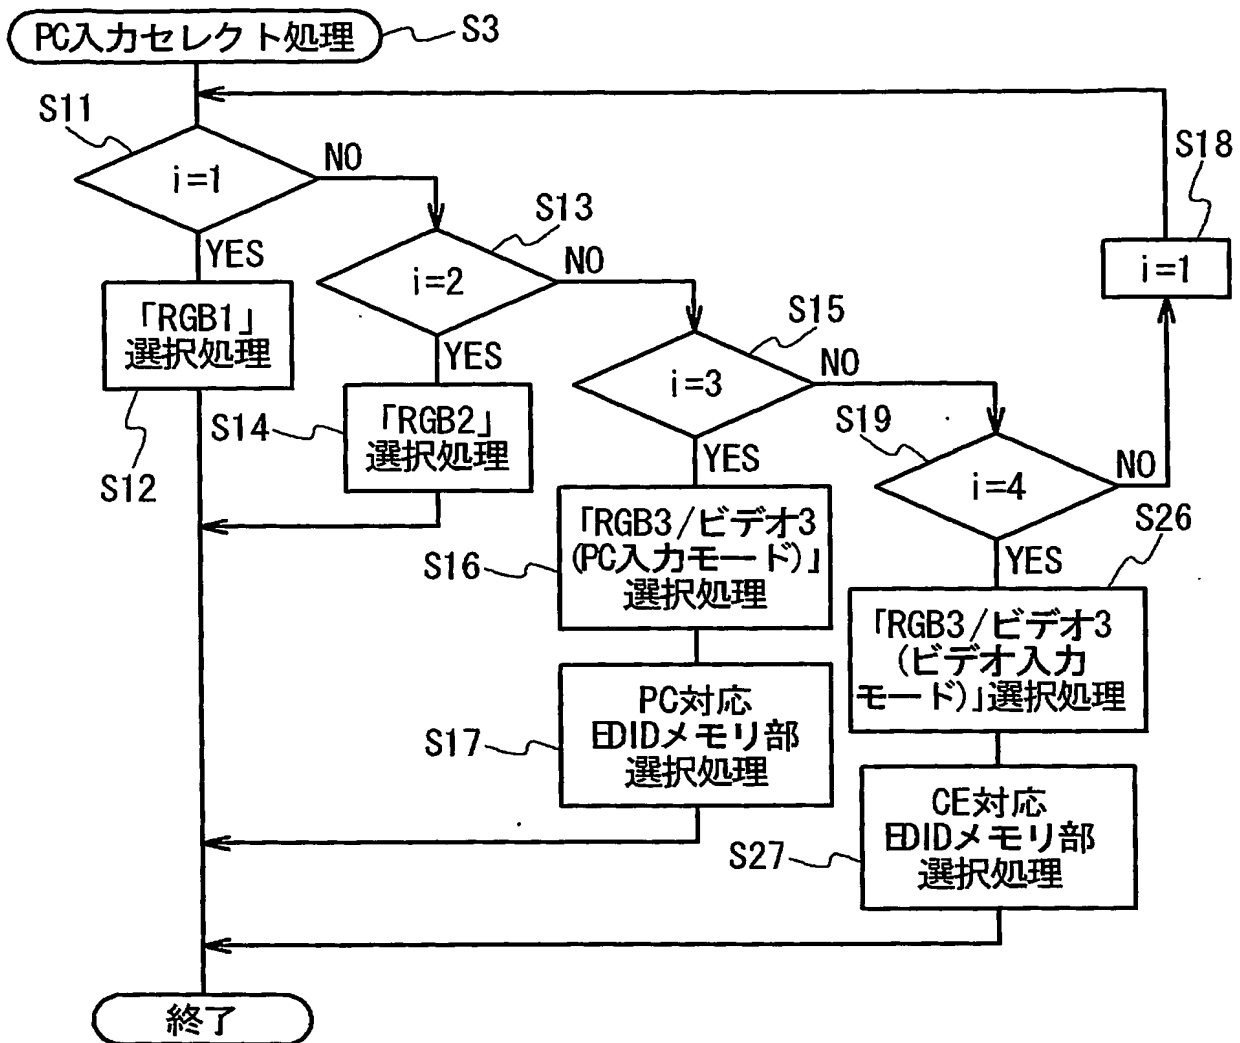 PC入力セレクト処理
S3
S11
i=1
NO
YES
S18
i=1
S13
i=2
NO
YES
「RGB1」
選択処理
S12
S15
i=3
NO
YES
S14
「RGB2」
選択処理
S19
i=4
NO
YES
S16
「RGB3/ビデオ3
(PC入力モード)」
選択処理
S26
「RGB3/ビデオ3
(ビデオ入力
モード)」選択処理
S17
PC対応
EDIDメモリ部
選択処理
S27
CE対応
EDIDメモリ部
選択処理
終了